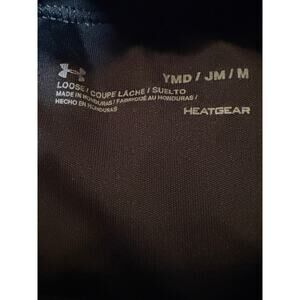 YMD / JM / M
LOOSE / COUPE LÂCHE / SUELTO
MADE IN HONDURAS / FABRIQUÉ AU HONDURAS /
HECHO EN HONDURAS
HEATGEAR